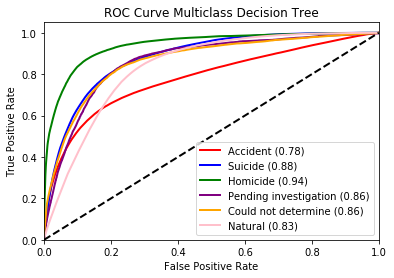 ROC Curve Multiclass Decision Tree
True Positive Rate
1.0
0.8
0.6
0.4
0.2
0.0
Accident (0.78)
Suicide (0.88)
Homicide (0.94)
Pending investigation (0.86)
Could not determine (0.86)
Natural (0.83)
0.0 0.2 0.4 0.6 0.8 1.0
False Positive Rate